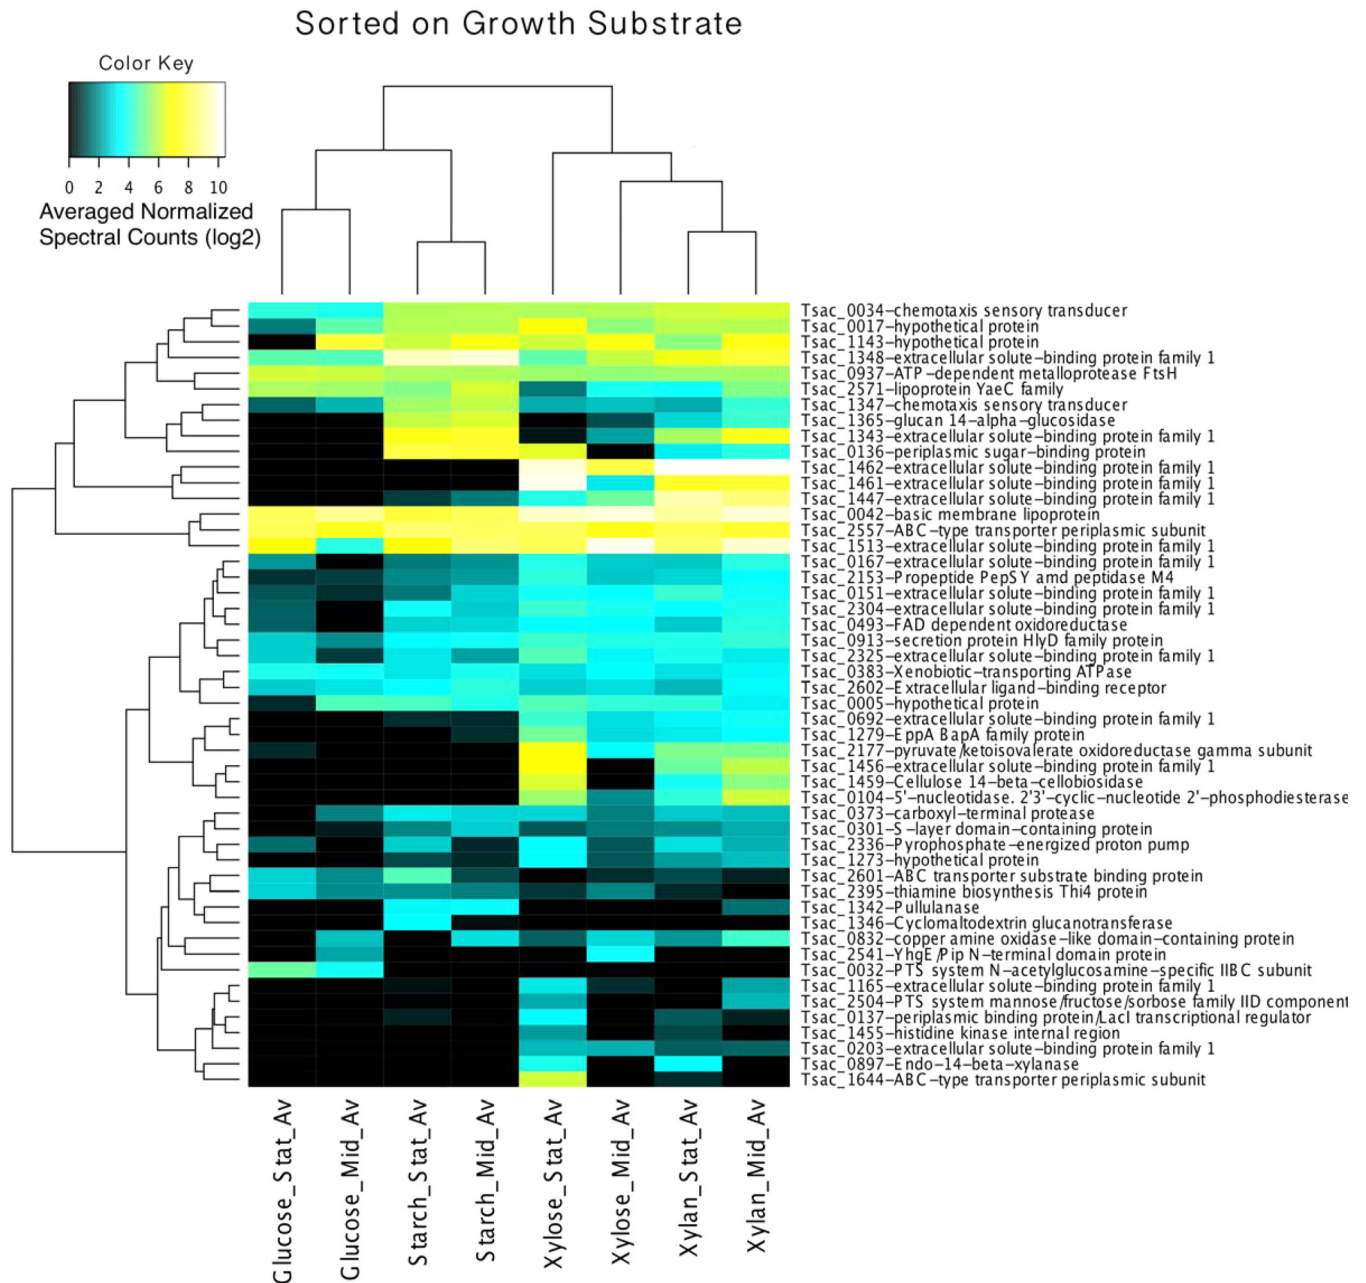 Sorted on Growth Substrate
Color Key
0 2 4 6 8 10
Averaged Normalized
Spectral Counts (log2)
Tsac_0034-chemotaxis sensory transducer
Tsac_0017-hypothetical protein
Tsac_1143-hypothetical protein
Tsac_1348-extracellular solute-binding protein family 1
Tsac_0937-ATP-dependent metalloprotease FtsH
Tsac_2571-lipoprotein YaeC family
Tsac_1347-chemotaxis sensory transducer
Tsac_1365-glucan 14-alpha-glucosidase
Tsac_1343-extracellular solute-binding protein family 1
Tsac_0136-periplasmic sugar-binding protein
Tsac_1462-extracellular solute-binding protein family 1
Tsac_1461-extracellular solute-binding protein family 1
Tsac_1447-extracellular solute-binding protein family 1
Tsac_0042-basic membrane lipoprotein
Tsac_2557-ABC-type transporter periplasmic subunit
Tsac_1513-extracellular solute-binding protein family 1
Tsac_0167-extracellular solute-binding protein family 1
Tsac_2153-Propeptide PepSY amd peptidase M4
Tsac_0151-extracellular solute-binding protein family 1
Tsac_2304-extracellular solute-binding protein family 1
Tsac_0493-FAD dependent oxidoreductase
Tsac_0913-secretion protein HlyD family protein
Tsac_2325-extracellular solute-binding protein family 1
Tsac_0383-Xenobiotic-transporting ATPase
Tsac_2602-Extracellular ligand-binding receptor
Tsac_0005-hypothetical protein
Tsac_0692-extracellular solute-binding protein family 1
Tsac_1279-EppA BapA family protein
Tsac_2177-pyruvate/ketoisovalerate oxidoreductase gamma subunit
Tsac_1456-extracellular solute-binding protein family 1
Tsac_1459-Cellulose 14-beta-cellobiosidase
Tsac_0104-5'-nucleotidase. 2'3'-cyclic-nucleotide 2'-phosphodiesterase
Tsac_0373-carboxyl-terminal protease
Tsac_0301-S-layer domain-containing protein
Tsac_2336-Pyrophosphate-energized proton pump
Tsac_1273-hypothetical protein
Tsac_2601-ABC transporter substrate binding protein
Tsac_2395-thiamine biosynthesis Thi4 protein
Tsac_1342-Pullulanase
Tsac_1346-Cyclomaltodextrin glucanotransferase
Tsac_0832-copper amine oxidase-like domain-containing protein
Tsac_2541-YhgE/Pip N-terminal domain protein
Tsac_0032-PTS system N-acetylglucosamine-specific IIBC subunit
Tsac_1165-extracellular solute-binding protein family 1
Tsac_2504-PTS system mannose/fructose/sorbose family IID component
Tsac_0137-periplasmic binding protein/LacI transcriptional regulator
Tsac_1455-histidine kinase internal region
Tsac_0203-extracellular solute-binding protein family 1
Tsac_0897-Endo-14-beta-xylanase
Tsac_1644-ABC-type transporter periplasmic subunit
Glucose_Stat_Av
Glucose_Mid_Av
Starch_Stat_Av
Starch_Mid_Av
Xylose_Stat_Av
Xylose_Mid_Av
Xylan_Stat_Av
Xylan_Mid_Av